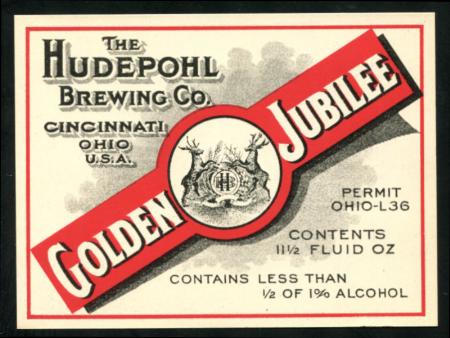 THE
HUDEPOHL
BREWING CO.
CINCINNATI
OHIO
U.S.A.
GOLDEN JUBILEE
H
PERMIT
OHIO-L36
CONTENTS
11½ FLUID OZ
CONTAINS LESS THAN
½ OF 1% ALCOHOL